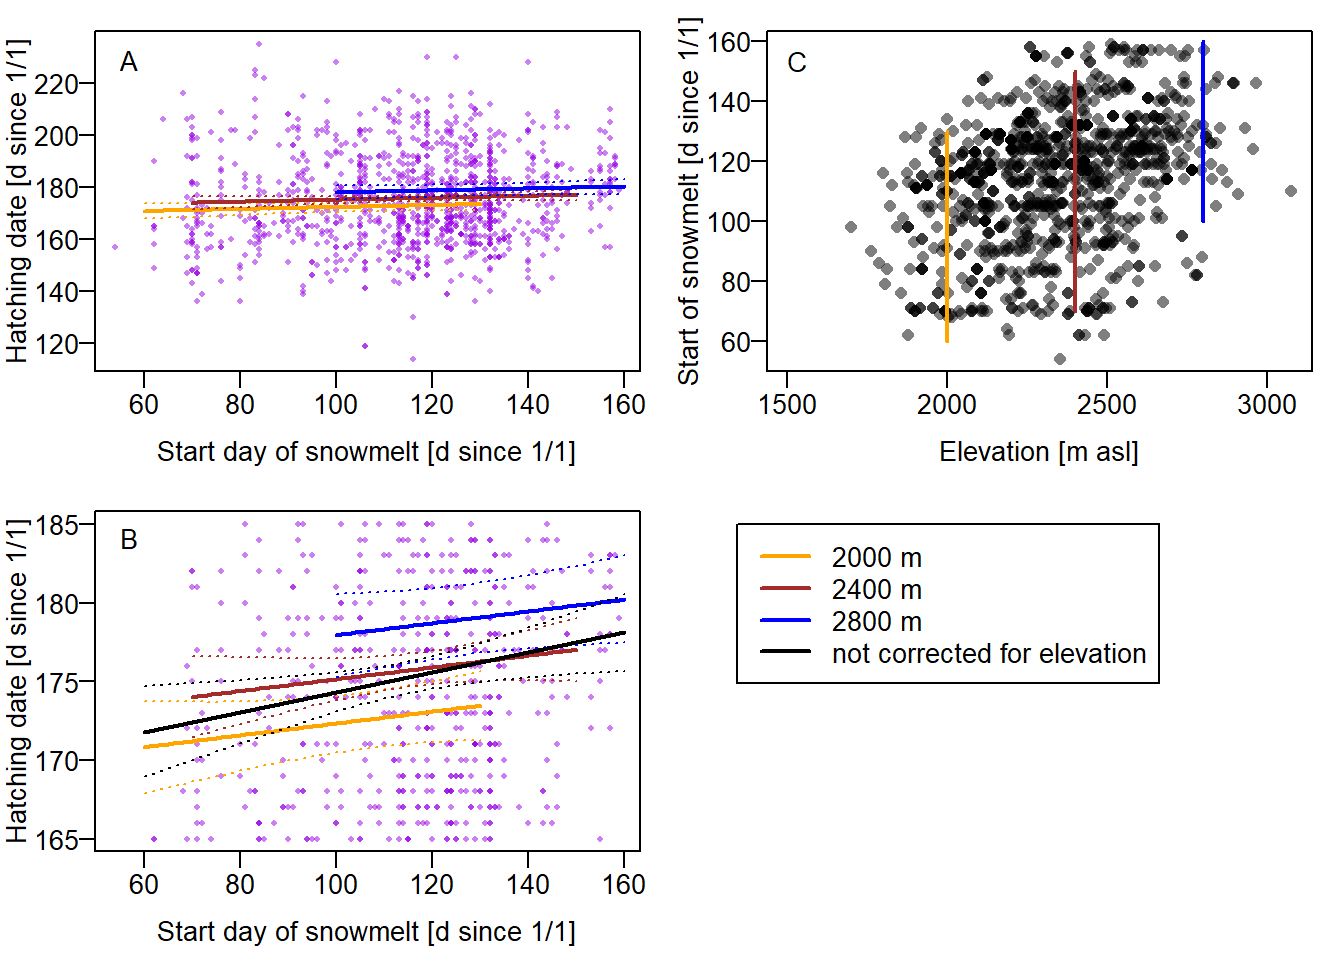 A
Hatching date [d since 1/1]
220
200
180
160
140
120
60 80 100 120 140 160
Start day of snowmelt [d since 1/1]
C
Start of snowmelt [d since 1/1]
160
140
120
100
80
60
1500 2000 2500 3000
Elevation [m asl]
B
Hatching date [d since 1/1]
185
180
175
170
165
60 80 100 120 140 160
Start day of snowmelt [d since 1/1]
2000 m
2400 m
2800 m
not corrected for elevation